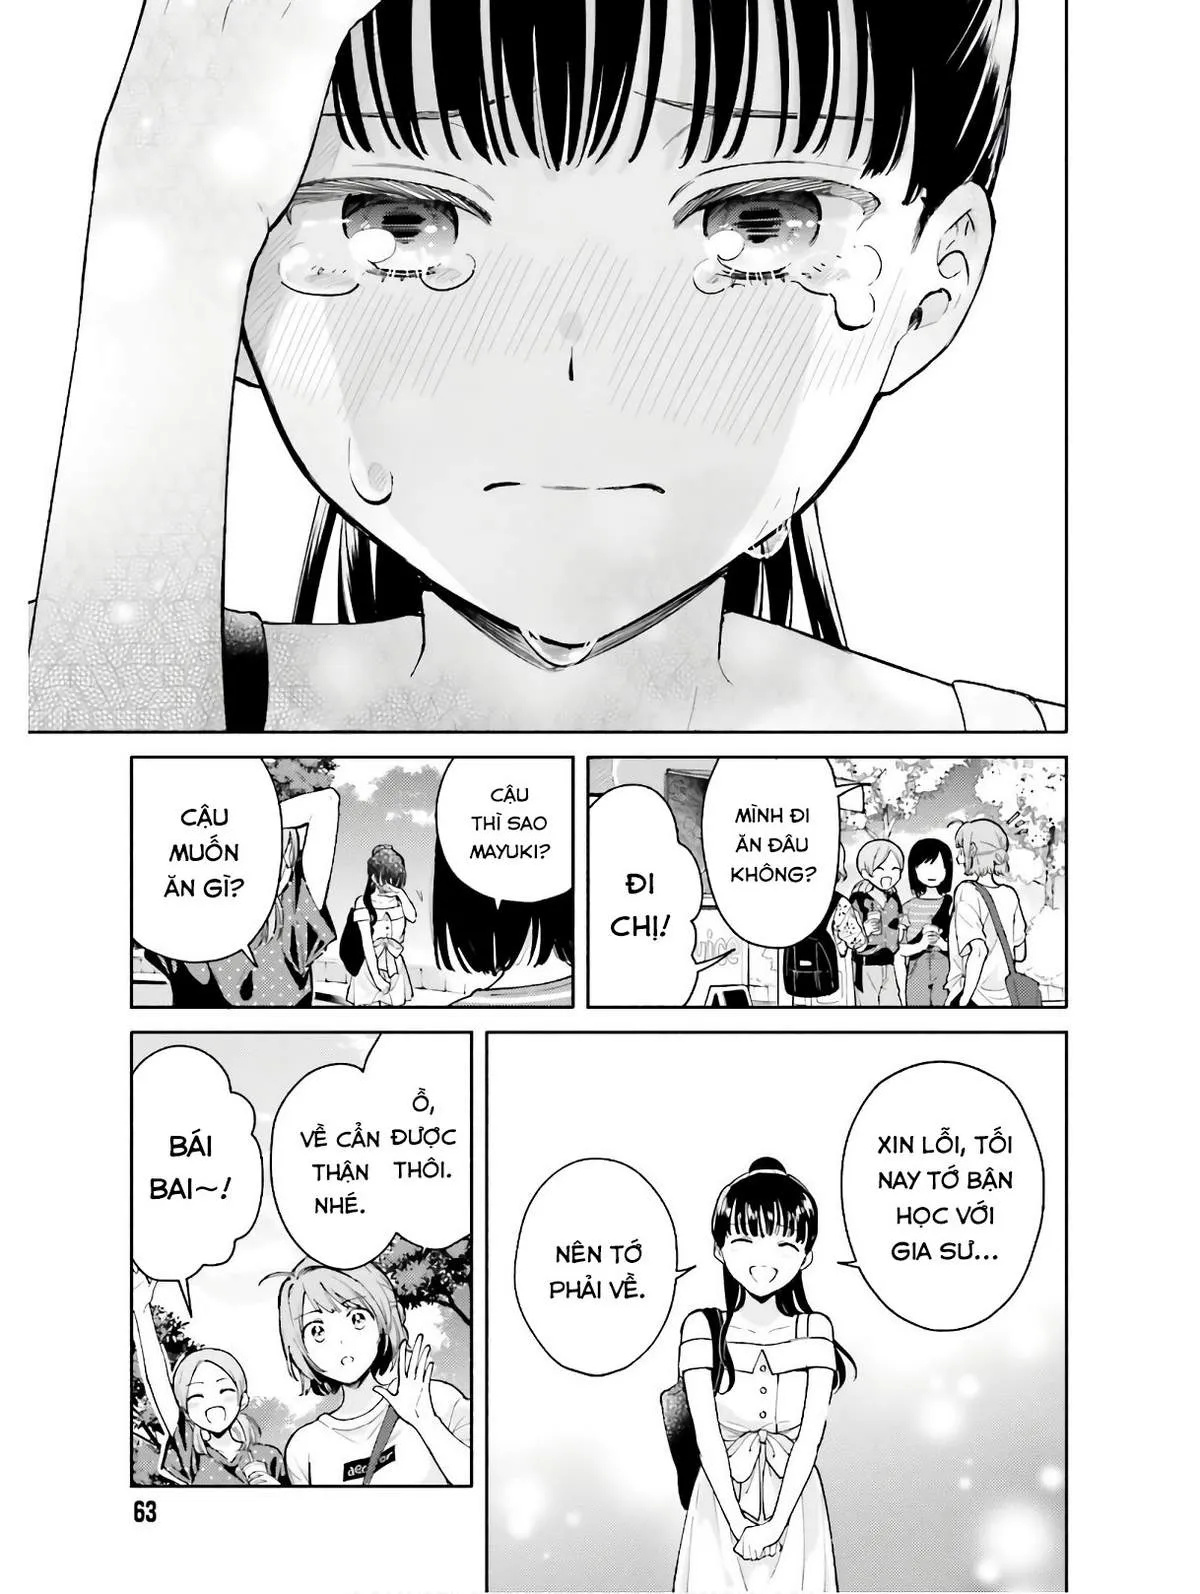 MÌNH ĐI
ĂN ĐÂU
KHÔNG?
ĐI
CHỊ!
CẬU
THÌ SAO
MAYUKI?
CẬU
MUỐN
ĂN GÌ?
XIN LỖI, TỐI
NAY TỚ BẬN
HỌC VỚI
GIA SƯ...
NÊN TỚ
PHẢI VỀ.
Ồ,
ĐƯỢC
THÔI.
VỀ CẨN
THẬN
NHÉ.
BÁI
BAI~!
63